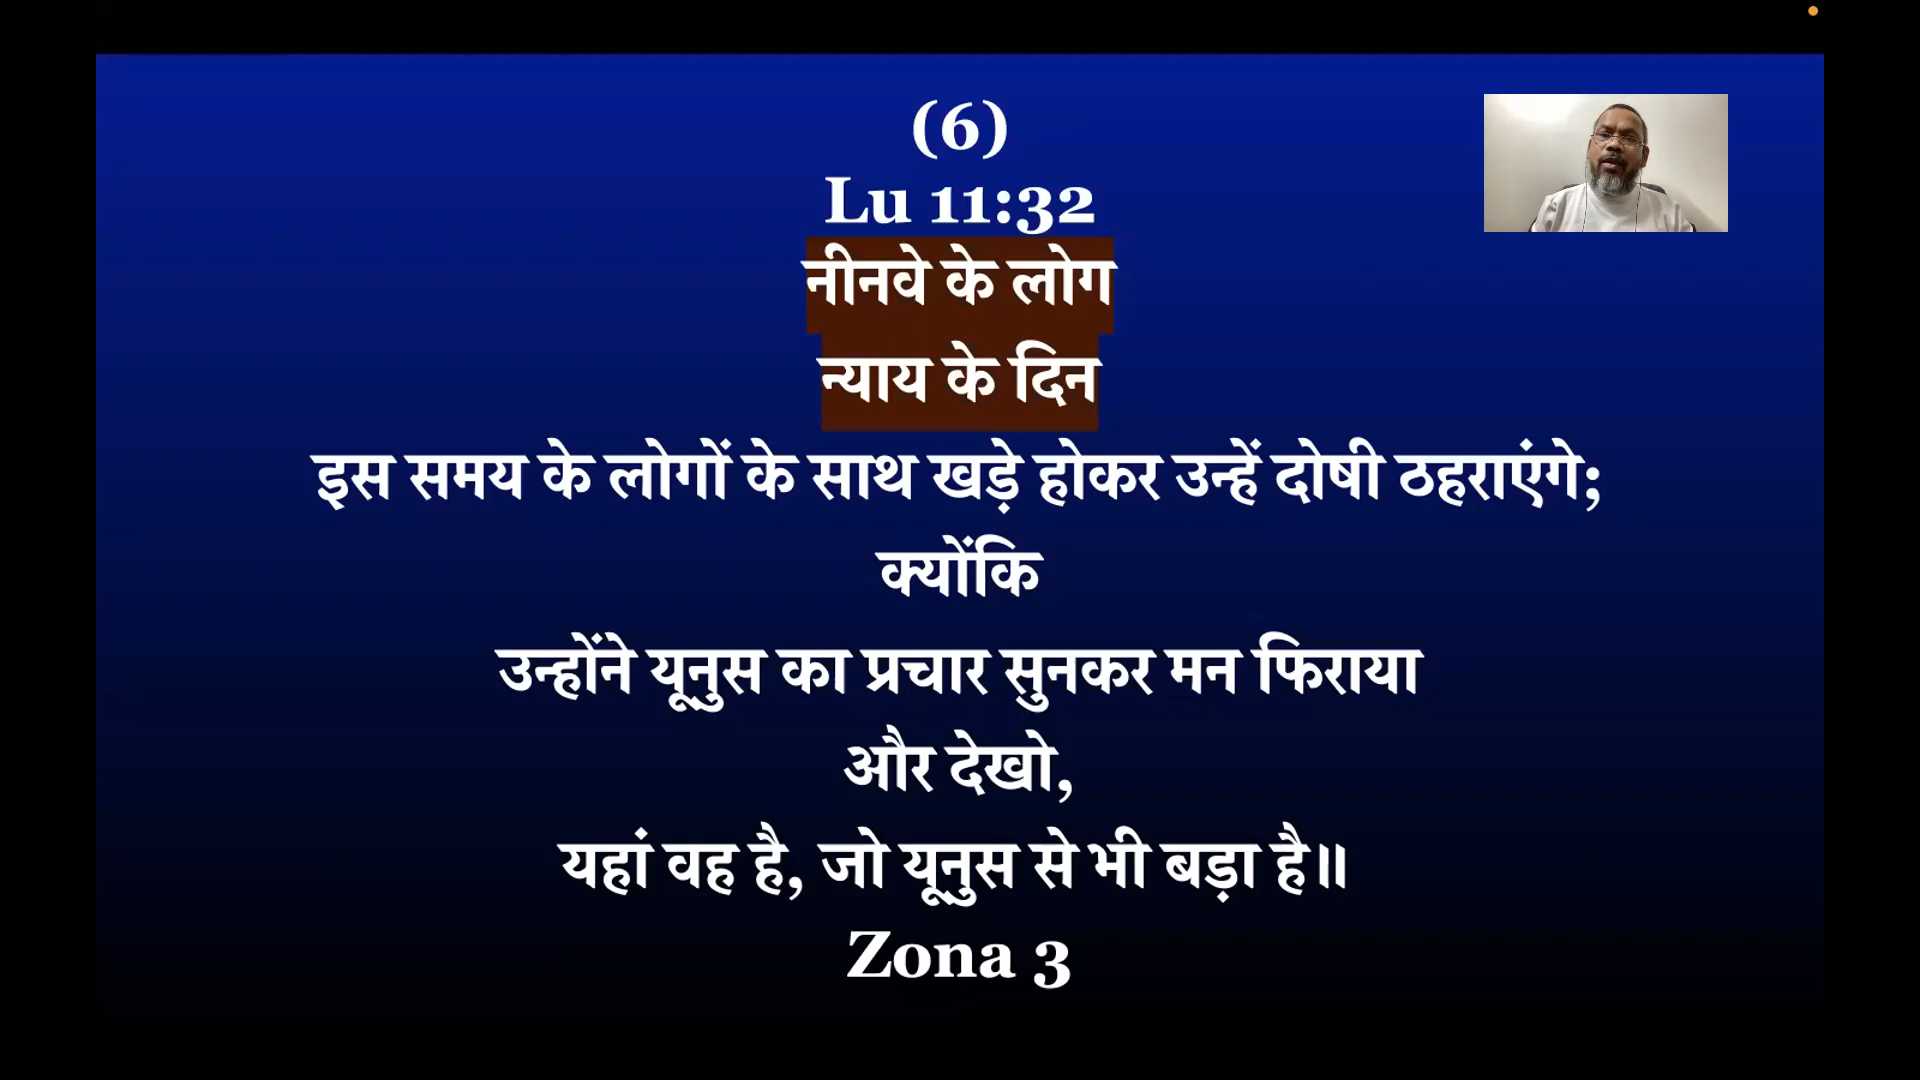 (6)
Lu 11:32
नीनवे के लोग
न्याय के दिन
इस समय के लोगों के साथ खड़े होकर उन्हें दोषी ठहराएंगे;
क्योंकि
उन्होंने यूनुस का प्रचार सुनकर मन फिराया
और देखो,
यहां वह है, जो यूनुस से भी बड़ा है॥
Zona 3